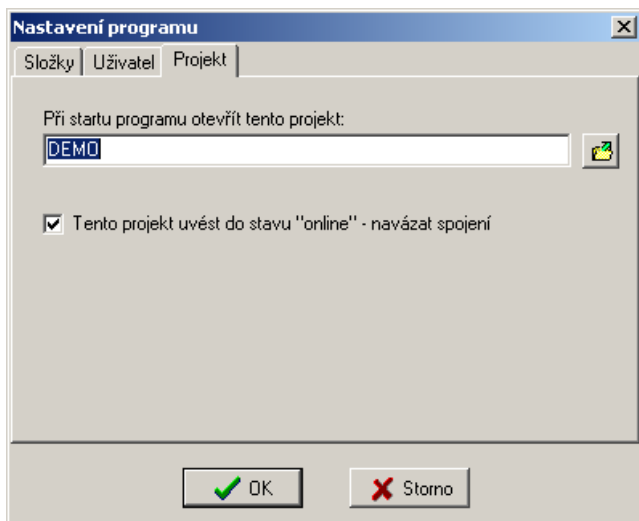 Nastavení programu
Složky Uživatel Projekt
Při startu programu otevřít tento projekt:
DEMO
Tento projekt uvést do stavu "online" - navázat spojení
OK Storno